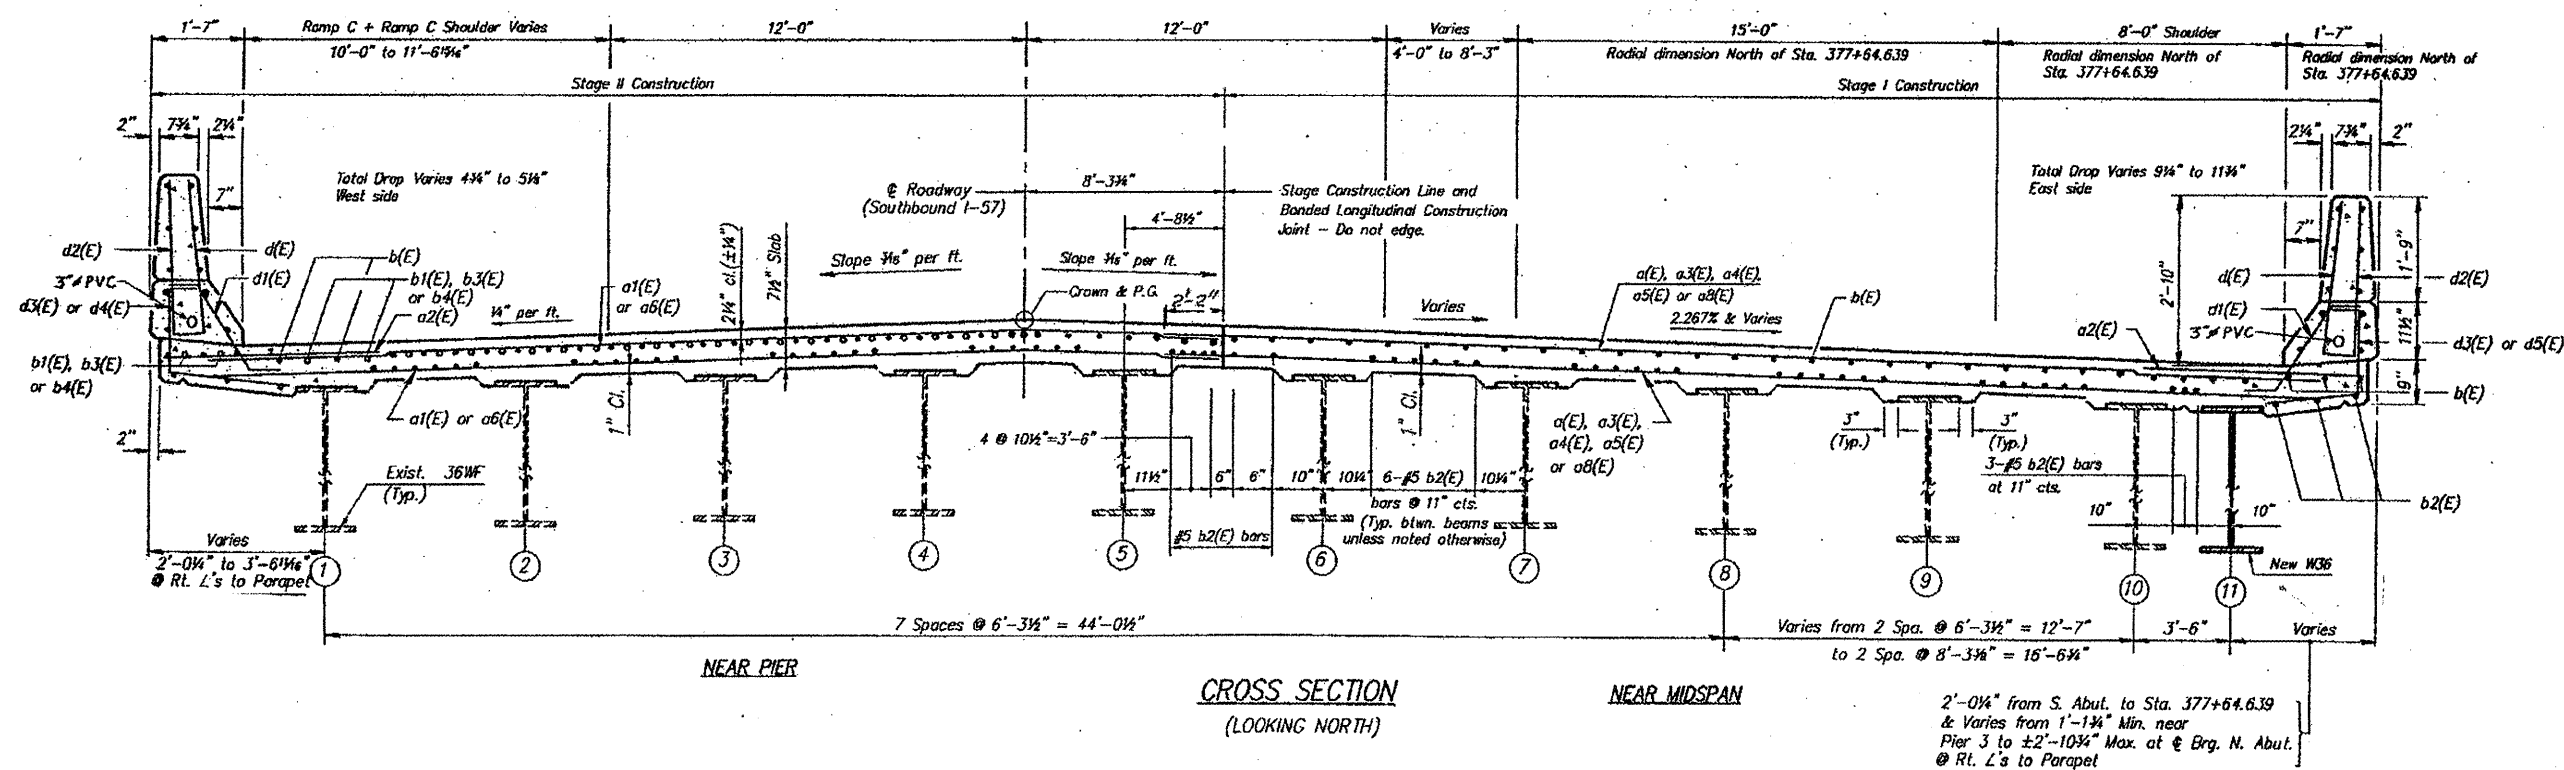 1'-7"
Ramp C + Ramp C Shoulder Varies
10'-0" to 11'-6 15/16"
12'-0"
12'-0"
Varies
4'-0" to 8'-3"
15'-0"
Radial dimension North of Sta. 377+64.639
8'-0" Shoulder
Radial dimension North of
Sta. 377+64.639
1'-7"
Radial dimension North of
Sta. 377+64.639
Stage II Construction
Stage I Construction
2"
7¾"
2¼"
7"
Total Drop Varies 4¾" to 5⅛"
West side
℄ Roadway
(Southbound I-57)
8'-3¾"
4'-8½"
Stage Construction Line and
Bonded Longitudinal Construction
Joint - Do not edge.
Total Drop Varies 9¼" to 11¾"
East side
2¼"
7¾"
2"
7"
d2(E)
d(E)
3"ø PVC
d1(E)
d3(E) or d4(E)
b(E)
b1(E), b3(E)
or b4(E)
a2(E)
¼" per ft.
a1(E)
or a6(E)
2¼" cl.(±¼")
7½" Slab
Slope 3/16" per ft.
Slope 3/16" per ft.
Crown & P.G.
2'-2"
Varies
a(E), a3(E), a4(E),
a5(E) or a8(E)
2.267% & Varies
b(E)
a2(E)
2'-10"
d(E)
d1(E)
3"ø PVC
1'-9"
11½"
9"
d2(E)
d3(E) or d5(E)
b(E)
b1(E), b3(E)
or b4(E)
a1(E) or a6(E)
1" Cl.
1" Cl.
a(E), a3(E),
a4(E), a5(E)
or a8(E)
3"
(Typ.)
3"
(Typ.)
2"
Exist. 36WF
(Typ.)
4 @ 10½"=3'-6"
11½"
6"
6"
10"
10¼"
6-#5 b2(E)
bars @ 11" cts.
(Typ. btwn. beams
unless noted otherwise)
10¼"
#5 b2(E) bars
3-#5 b2(E) bars
at 11" cts.
10"
10"
b2(E)
New W36
Varies
2'-0¼" to 3'-6 11/16"
@ Rt. ∠'s to Parapet
1
2
3
4
5
6
7
8
9
10
11
7 Spaces @ 6'-3½" = 44'-0½"
Varies from 2 Spa. @ 6'-3½" = 12'-7"
to 2 Spa. @ 8'-3⅜" = 16'-6¾"
3'-6"
Varies
NEAR PIER
CROSS SECTION
(LOOKING NORTH)
NEAR MIDSPAN
2'-0¼" from S. Abut. to Sta. 377+64.639
& Varies from 1'-1¾" Min. near
Pier 3 to ±2'-10¾" Max. at ℄ Brg. N. Abut.
@ Rt. ∠'s to Parapet